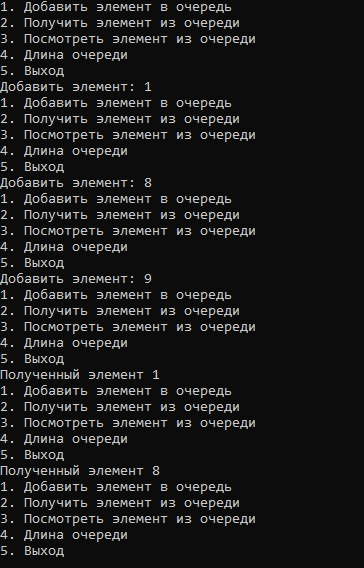 1. Добавить элемент в очередь
2. Получить элемент из очереди
3. Посмотреть элемент из очереди
4. Длина очереди
5. Выход
Добавить элемент: 1
1. Добавить элемент в очередь
2. Получить элемент из очереди
3. Посмотреть элемент из очереди
4. Длина очереди
5. Выход
Добавить элемент: 8
1. Добавить элемент в очередь
2. Получить элемент из очереди
3. Посмотреть элемент из очереди
4. Длина очереди
5. Выход
Добавить элемент: 9
1. Добавить элемент в очередь
2. Получить элемент из очереди
3. Посмотреть элемент из очереди
4. Длина очереди
5. Выход
Полученный элемент 1
1. Добавить элемент в очередь
2. Получить элемент из очереди
3. Посмотреть элемент из очереди
4. Длина очереди
5. Выход
Полученный элемент 8
1. Добавить элемент в очередь
2. Получить элемент из очереди
3. Посмотреть элемент из очереди
4. Длина очереди
5. Выход